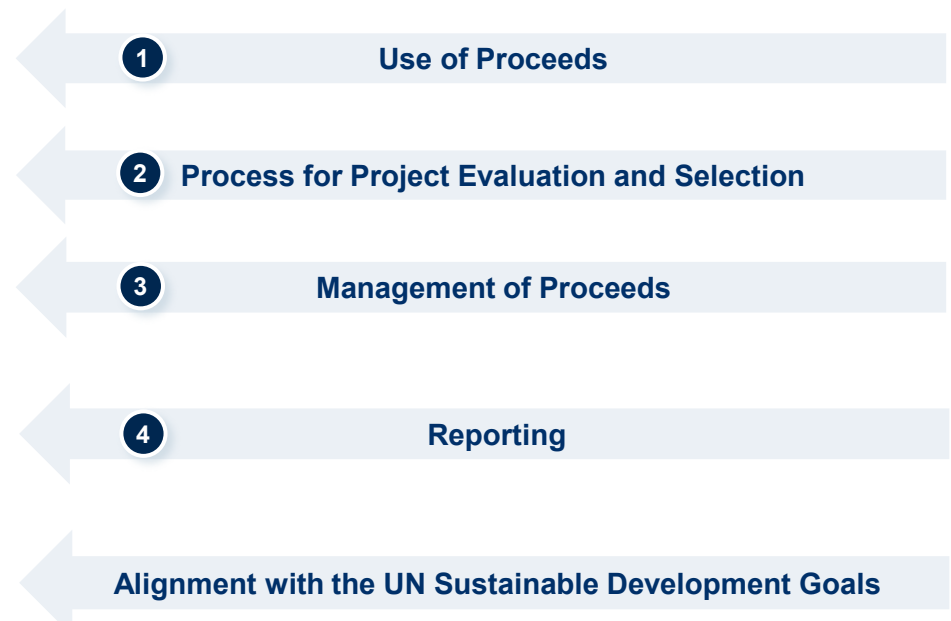 1 Use of Proceeds
2 Process for Project Evaluation and Selection
3 Management of Proceeds
4 Reporting
Alignment with the UN Sustainable Development Goals